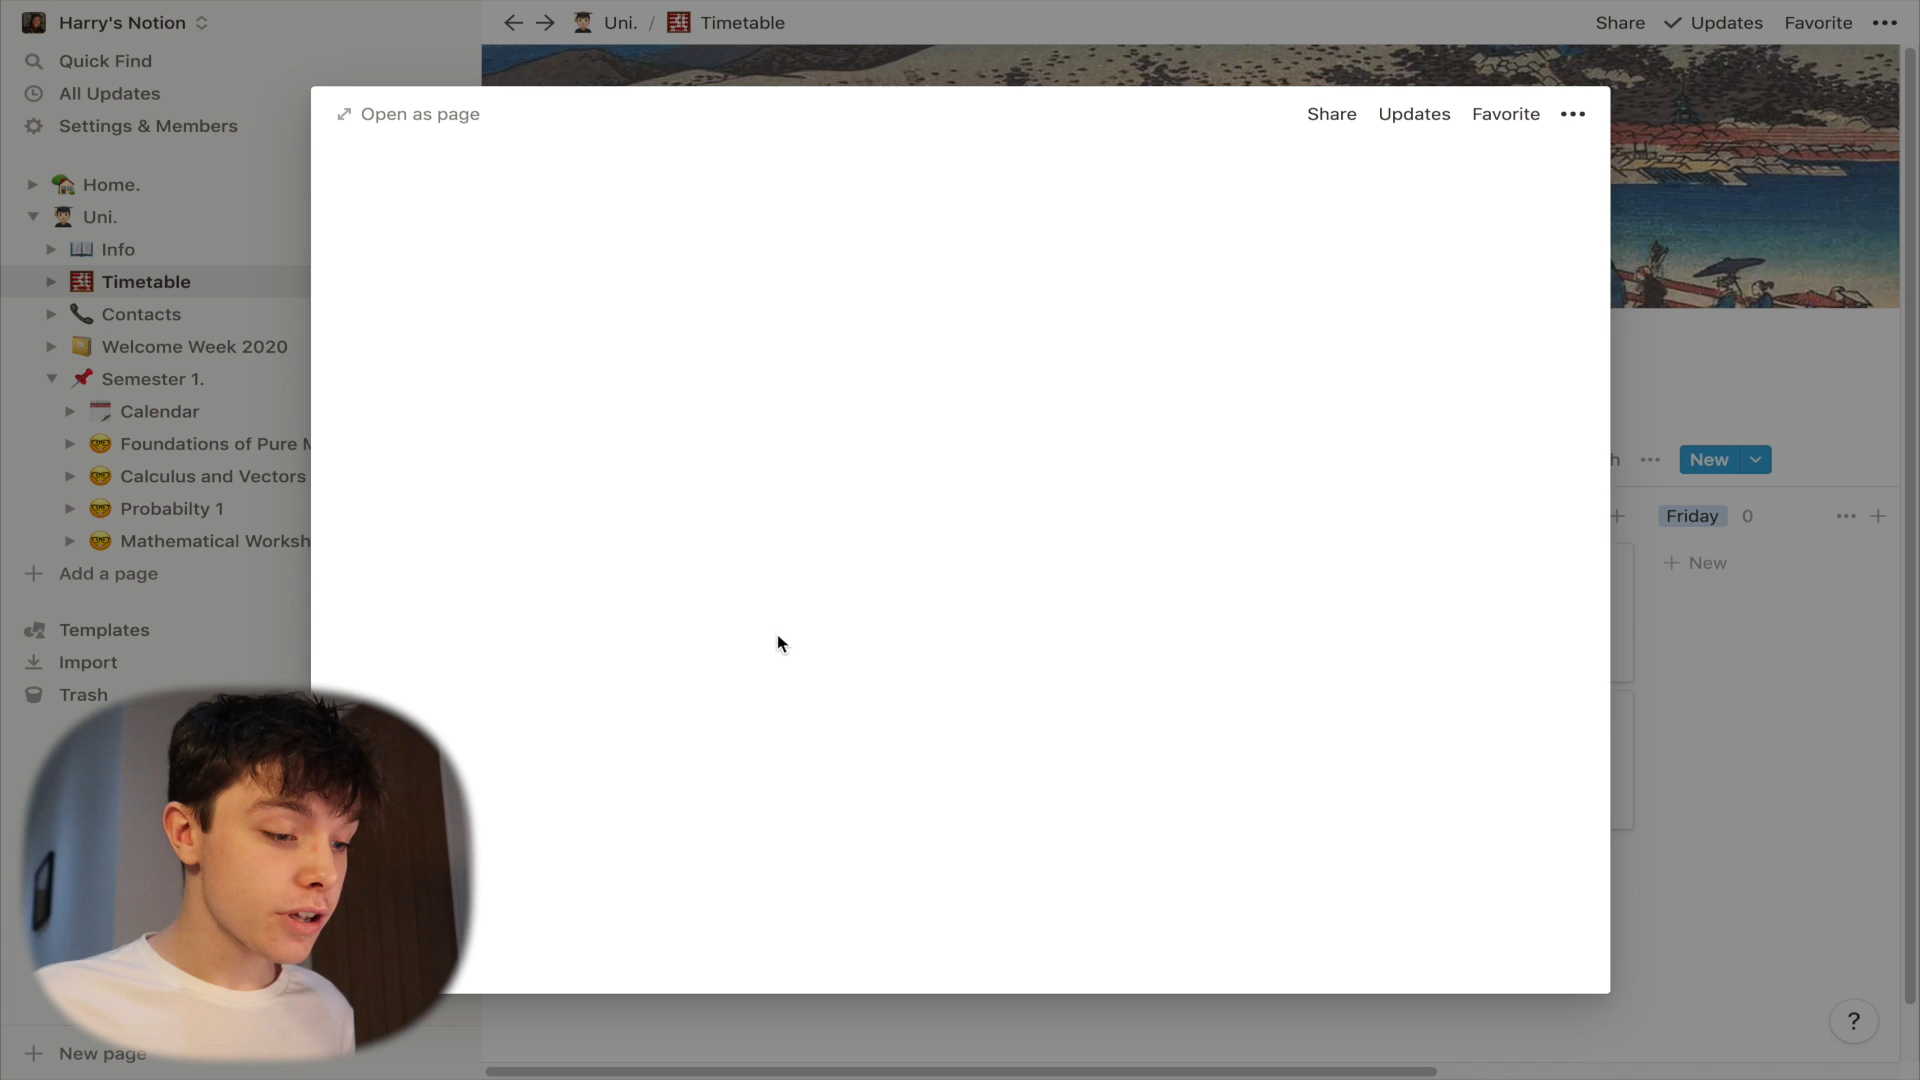 Harry's Notion
Uni. / Timetable
Share
Updates
Favorite
Quick Find
All Updates
Settings & Members
Open as page
Share
Updates
Favorite
Home.
Uni.
Info
Timetable
Contacts
Welcome Week 2020
Semester 1.
Calendar
Foundations of Pure M
Calculus and Vectors
Probabilty 1
Mathematical Worksh
Add a page
Templates
Import
Trash
New page
h
New
Friday 0
New
?